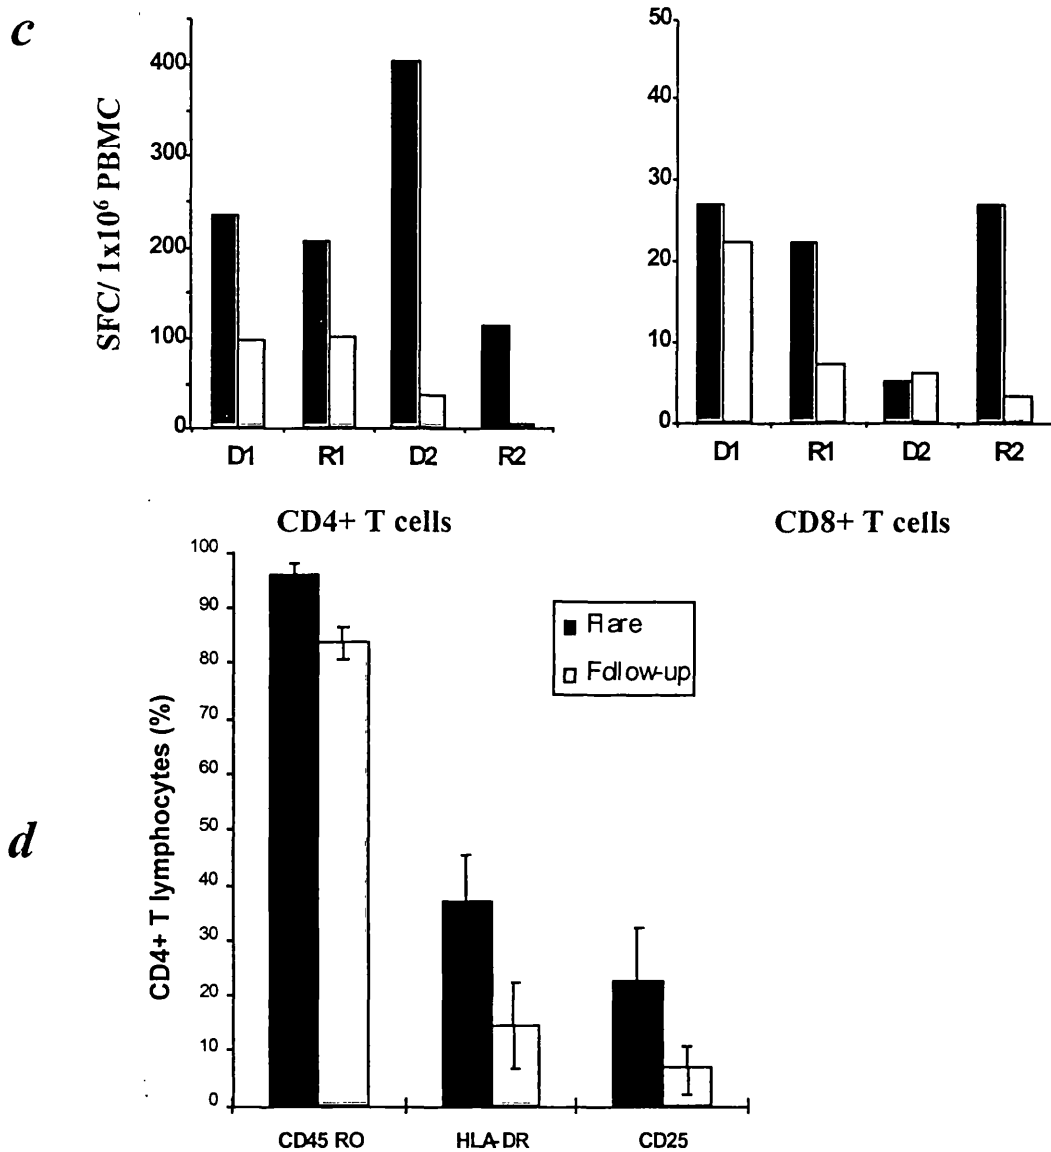 c
SFC/ 1x10⁶ PBMC
400
300
200
100
0
D1 R1 D2 R2
CD4+ T cells
50
40
30
20
10
0
D1 R1 D2 R2
CD8+ T cells
d
CD4+ T lymphocytes (%)
100
90
80
70
60
50
40
30
20
10
0
CD45 RO HLA-DR CD25
Flare
Follow-up